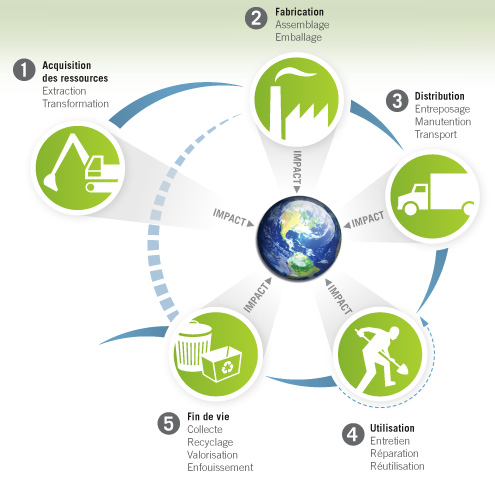 1
Acquisition
des ressources
Extraction
Transformation
2
Fabrication
Assemblage
Emballage
3
Distribution
Entreposage
Manutention
Transport
IMPACT
IMPACT
IMPACT
IMPACT
IMPACT
4
Utilisation
Entretien
Réparation
Réutilisation
5
Fin de vie
Collecte
Recyclage
Valorisation
Enfouissement